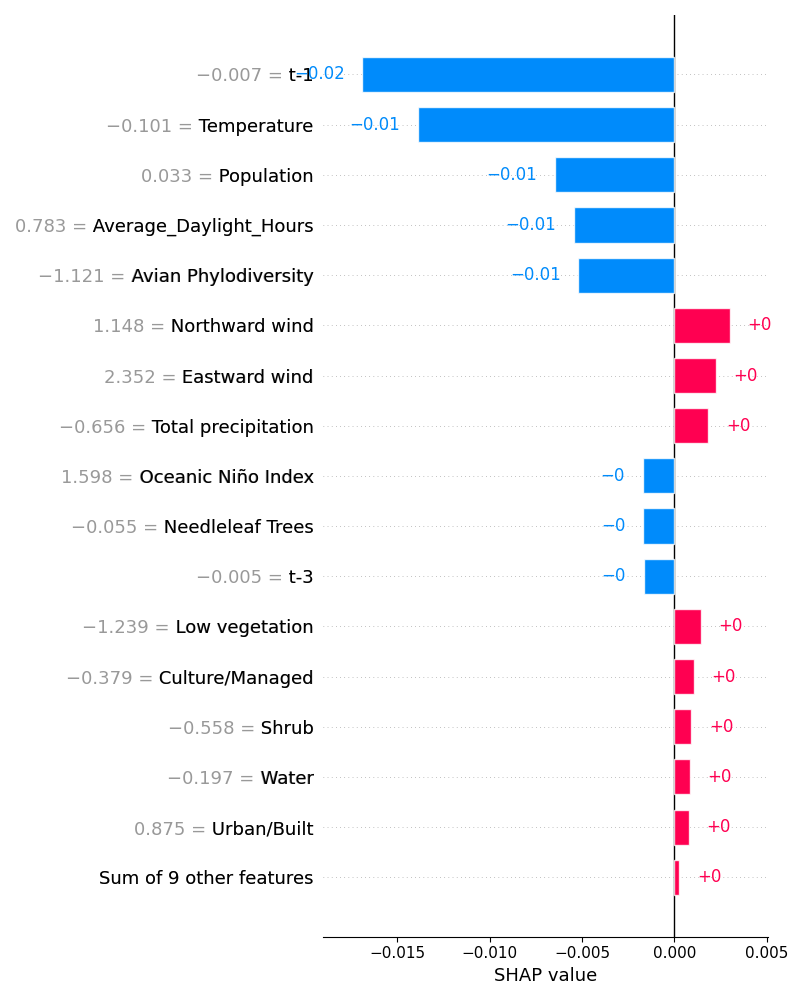 −0.007 = t-1 −0.02
−0.101 = Temperature −0.01
0.033 = Population −0.01
0.783 = Average_Daylight_Hours −0.01
−1.121 = Avian Phylodiversity −0.01
1.148 = Northward wind +0
2.352 = Eastward wind +0
−0.656 = Total precipitation +0
1.598 = Oceanic Niño Index −0
−0.055 = Needleleaf Trees −0
−0.005 = t-3 −0
−1.239 = Low vegetation +0
−0.379 = Culture/Managed +0
−0.558 = Shrub +0
−0.197 = Water +0
0.875 = Urban/Built +0
Sum of 9 other features +0
−0.015 −0.010 −0.005 0.000 0.005
SHAP value